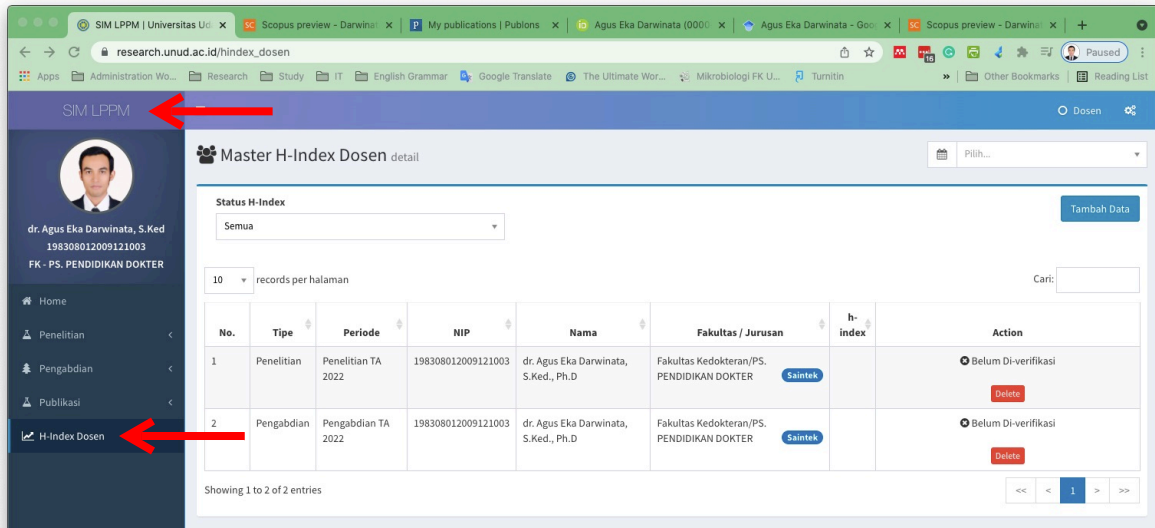 SIM LPPM | Universitas Ud
Scopus preview - Darwinat
My publications | Publons
Agus Eka Darwinata (0000
Agus Eka Darwinata - Goo
Scopus preview - Darwinat
research.unud.ac.id/hindex_dosen
16
Paused
Apps
Administration Wo...
Research
Study
IT
English Grammar
Google Translate
The Ultimate Wor...
Mikrobiologi FK U...
Turnitin
»
Other Bookmarks
Reading List
SIM LPPM
Dosen
dr. Agus Eka Darwinata, S.Ked
198308012009121003
FK - PS. PENDIDIKAN DOKTER
Home
Penelitian
Pengabdian
Publikasi
H-Index Dosen
Master H-Index Dosen detail
Pilih...
Status H-Index
Semua
Tambah Data
10 records per halaman
Cari:
No. Tipe Periode NIP Nama Fakultas / Jurusan h-index Action
1 Penelitian Penelitian TA 2022 198308012009121003 dr. Agus Eka Darwinata, S.Ked., Ph.D Fakultas Kedokteran/PS. PENDIDIKAN DOKTER Saintek Belum Di-verifikasi
Delete
2 Pengabdian Pengabdian TA 2022 198308012009121003 dr. Agus Eka Darwinata, S.Ked., Ph.D Fakultas Kedokteran/PS. PENDIDIKAN DOKTER Saintek Belum Di-verifikasi
Delete
Showing 1 to 2 of 2 entries
<< < 1 > >>